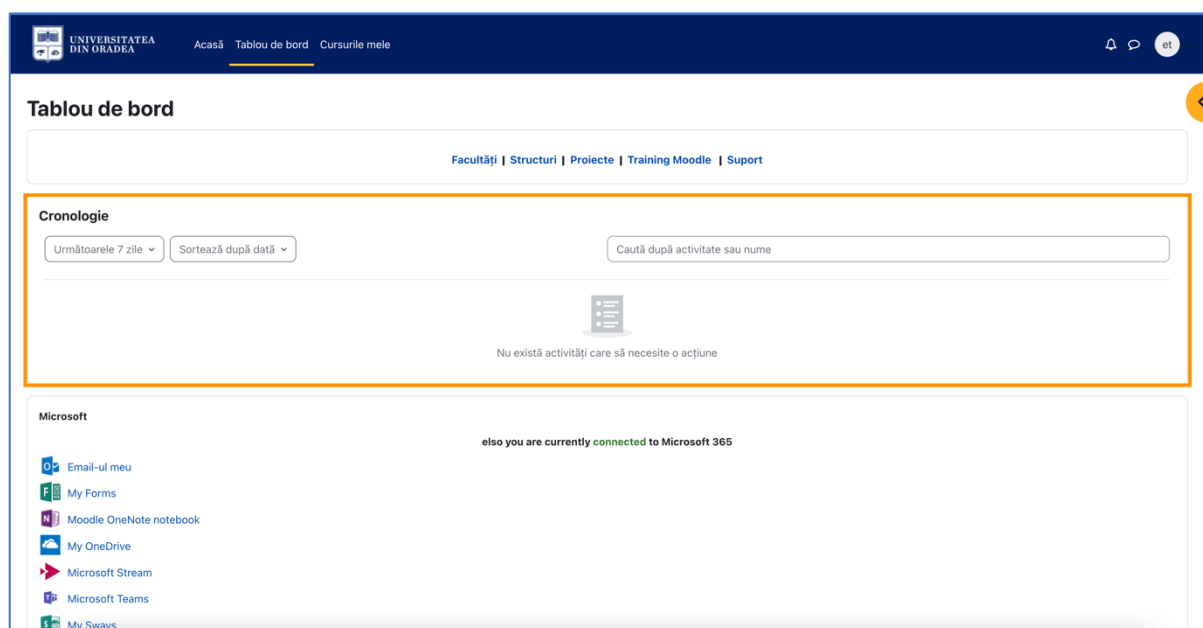 UNIVERSITATEA
DIN ORADEA
Acasă Tablou de bord Cursurile mele
et
Tablou de bord
Facultăți | Structuri | Proiecte | Training Moodle | Suport
Cronologie
Următoarele 7 zile Sortează după dată Caută după activitate sau nume
Nu există activități care să necesite o acțiune
Microsoft
elso you are currently connected to Microsoft 365
Email-ul meu
My Forms
Moodle OneNote notebook
My OneDrive
Microsoft Stream
Microsoft Teams
My Sways